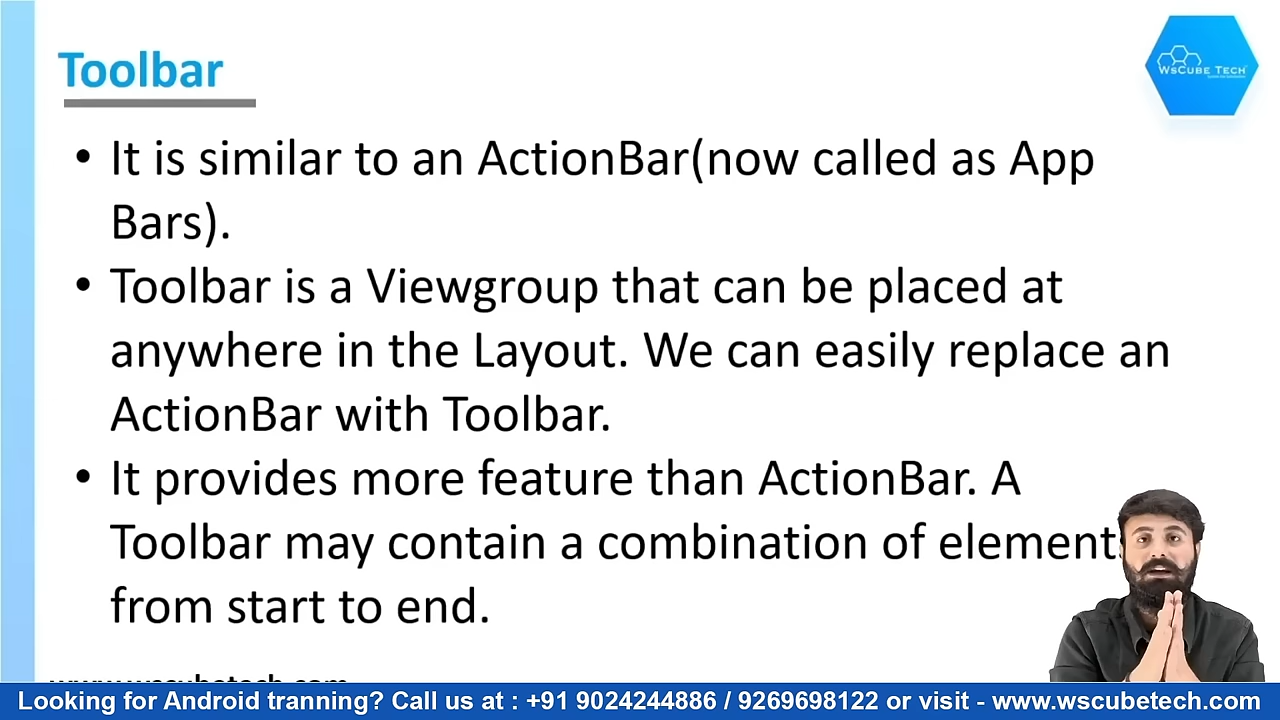 Toolbar
WsCube Tech
• It is similar to an ActionBar(now called as App
Bars).
• Toolbar is a Viewgroup that can be placed at
anywhere in the Layout. We can easily replace an
ActionBar with Toolbar.
• It provides more feature than ActionBar. A
Toolbar may contain a combination of elements
from start to end.
www.wscubetech.com
Looking for Android tranning? Call us at : +91 9024244886 / 9269698122 or visit - www.wscubetech.com